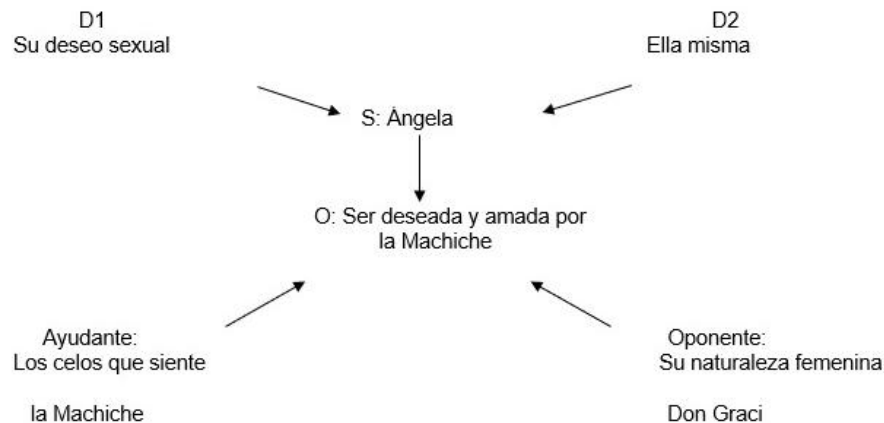 D1
Su deseo sexual
D2
Ella misma
S: Ángela
O: Ser deseada y amada por
la Machiche
Ayudante:
Los celos que siente
la Machiche
Oponente:
Su naturaleza femenina
Don Graci